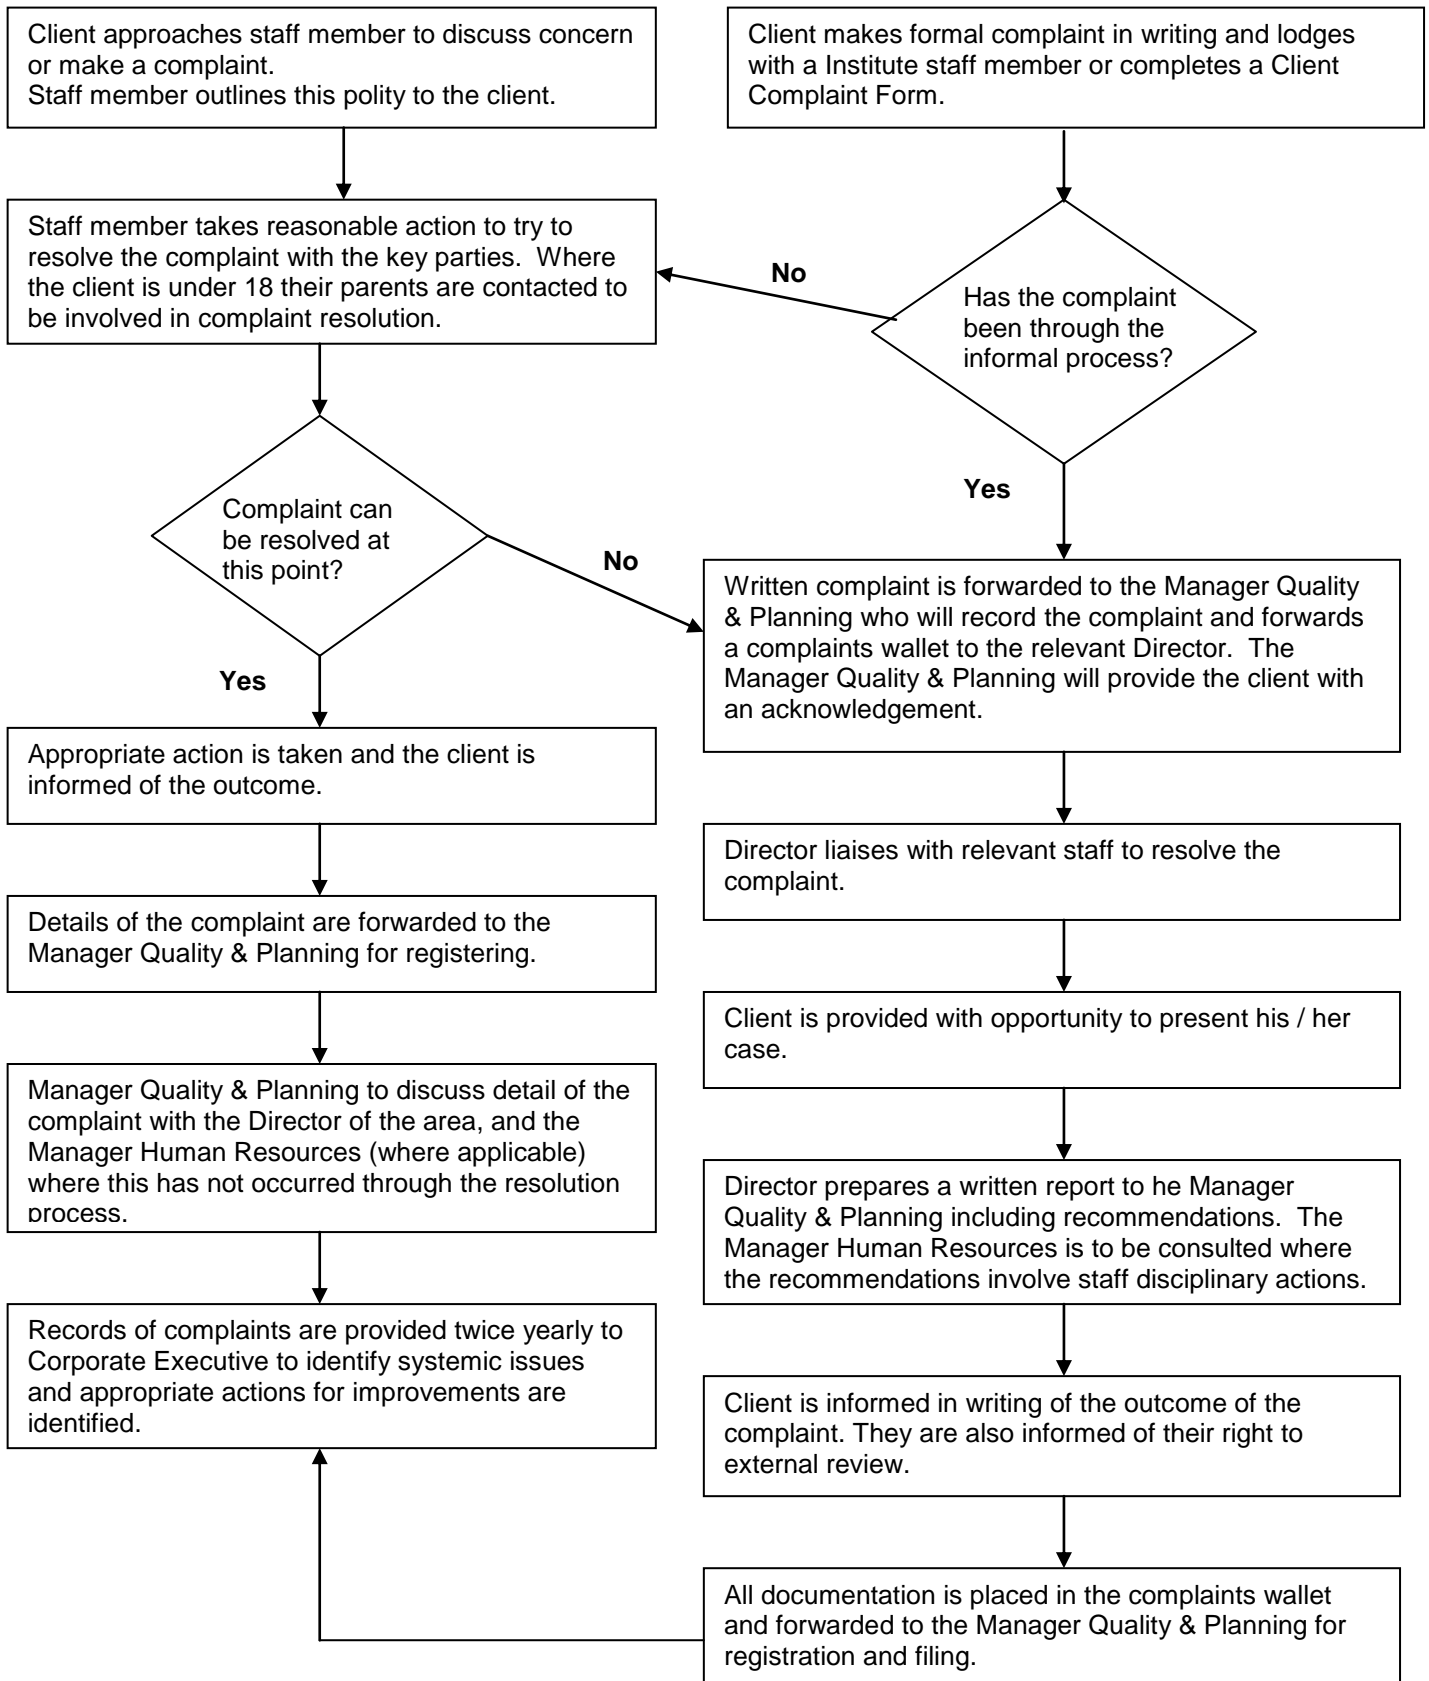 Client approaches staff member to discuss concern
or make a complaint.
Staff member outlines this polity to the client.
Client makes formal complaint in writing and lodges
with a Institute staff member or completes a Client
Complaint Form.
Staff member takes reasonable action to try to
resolve the complaint with the key parties.  Where
the client is under 18 their parents are contacted to
be involved in complaint resolution.
No
Has the complaint
been through the
informal process?
Complaint can
be resolved at
this point?
No
Yes
Yes
Written complaint is forwarded to the Manager Quality
& Planning who will record the complaint and forwards
a complaints wallet to the relevant Director.  The
Manager Quality & Planning will provide the client with
an acknowledgement.
Appropriate action is taken and the client is
informed of the outcome.
Director liaises with relevant staff to resolve the
complaint.
Details of the complaint are forwarded to the
Manager Quality & Planning for registering.
Client is provided with opportunity to present his / her
case.
Manager Quality & Planning to discuss detail of the
complaint with the Director of the area, and the
Manager Human Resources (where applicable)
where this has not occurred through the resolution
process.
Director prepares a written report to he Manager
Quality & Planning including recommendations.  The
Manager Human Resources is to be consulted where
the recommendations involve staff disciplinary actions.
Records of complaints are provided twice yearly to
Corporate Executive to identify systemic issues
and appropriate actions for improvements are
identified.
Client is informed in writing of the outcome of the
complaint. They are also informed of their right to
external review.
All documentation is placed in the complaints wallet
and forwarded to the Manager Quality & Planning for
registration and filing.